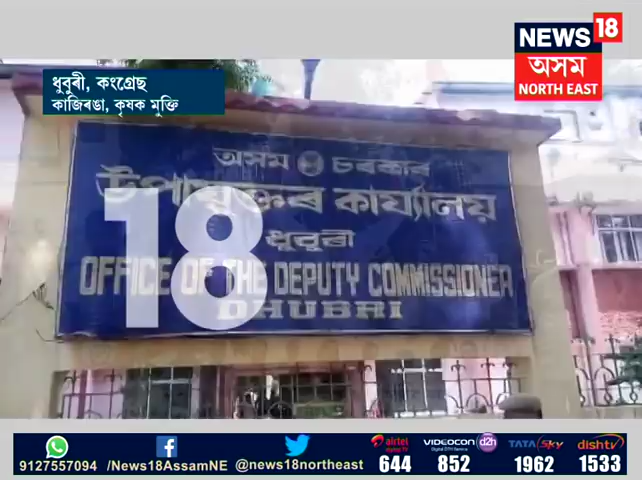 NEWS 18
অসম
NORTH EAST
ধুবুৰী, কংগ্ৰেছ
কাজিৰঙা, কৃষক মুক্তি
অসম চৰকাৰ
উপায়ুক্তৰ কাৰ্য্যালয়
ধুবুৰী
OFFICE OF THE DEPUTY COMMISSIONER
DHUBRI
18
9127557094 /News18AssamNE @news18northeast
airtel 644
VIDEOCON d2h 852
TATA SKY 1962
dishtv 1533